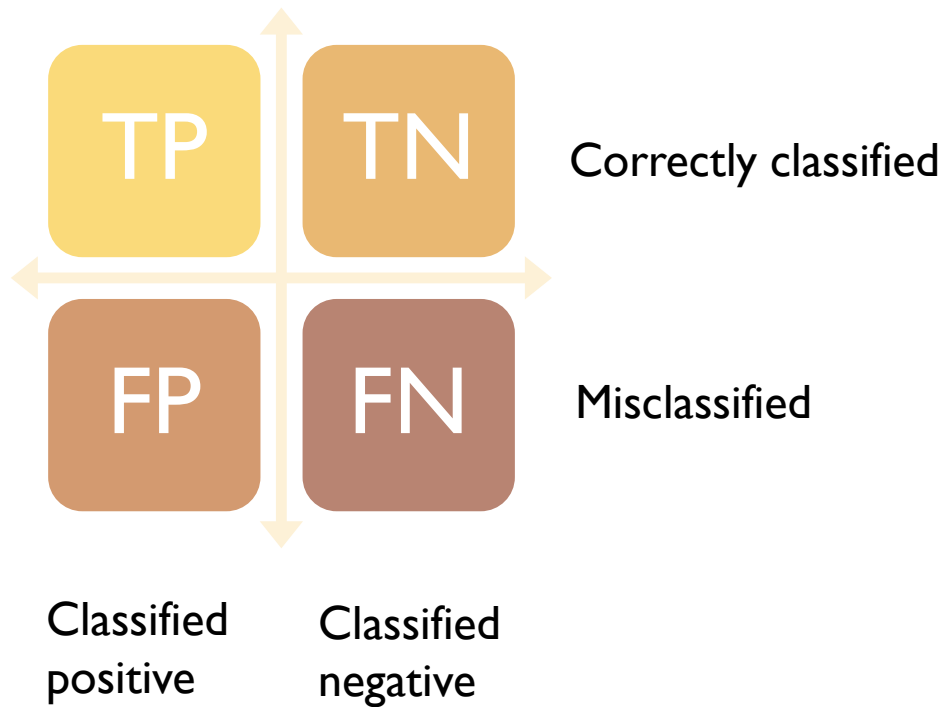 TP
TN
Correctly classified
FP
FN
Misclassified
Classified
positive
Classified
negative